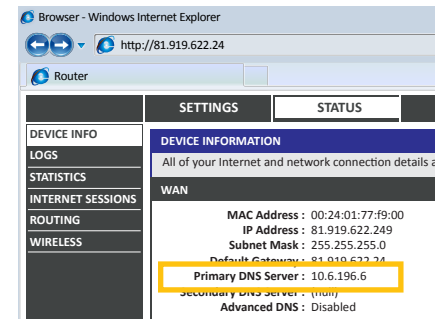 Browser - Windows Internet Explorer
http://81.919.622.24
Router
SETTINGS STATUS
DEVICE INFO
LOGS
STATISTICS
INTERNET SESSIONS
ROUTING
WIRELESS
DEVICE INFORMATION
All of your Internet and network connection details a
WAN
MAC Address : 00:24:01:77:f9:00
IP Address : 81.919.622.249
Subnet Mask : 255.255.255.0
Default Gateway : 81.919.622.24
Primary DNS Server : 10.6.196.6
Secondary DNS Server : (null)
Advanced DNS : Disabled